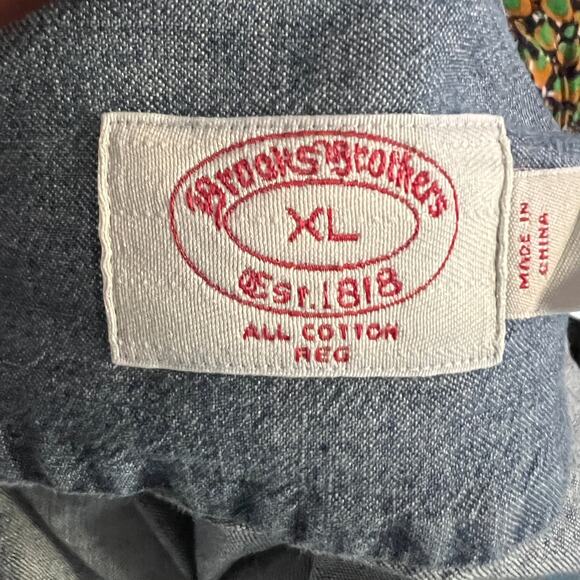 Brooks Brothers
XL
Est. 1818
ALL COTTON
REG
MADE IN
CHINA